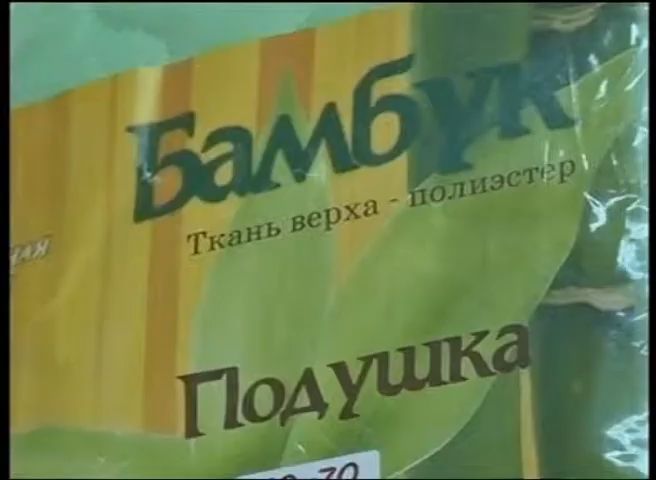 Бамбук
Ткань верха - полиэстер
Подушка